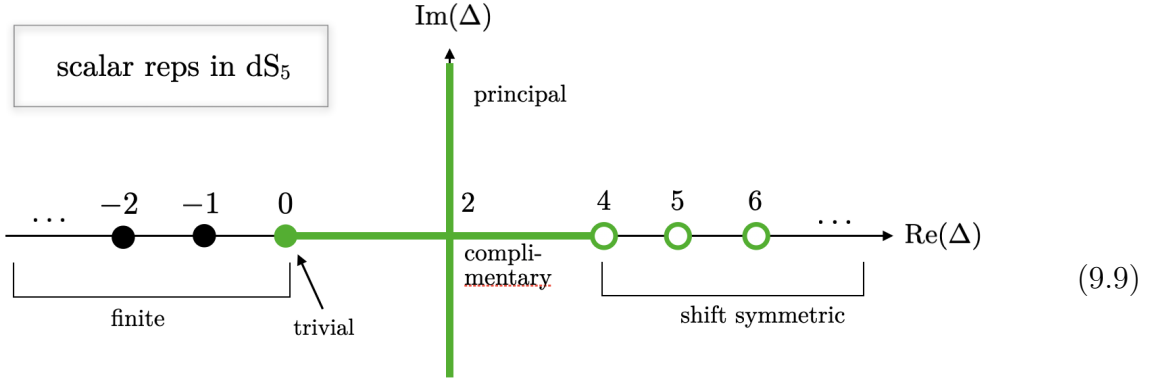 Im(Δ)
scalar reps in dS₅
principal
... −2 −1 0 2 4 5 6 ...
Re(Δ)
compli-
mentary
(9.9)
finite
trivial
shift symmetric